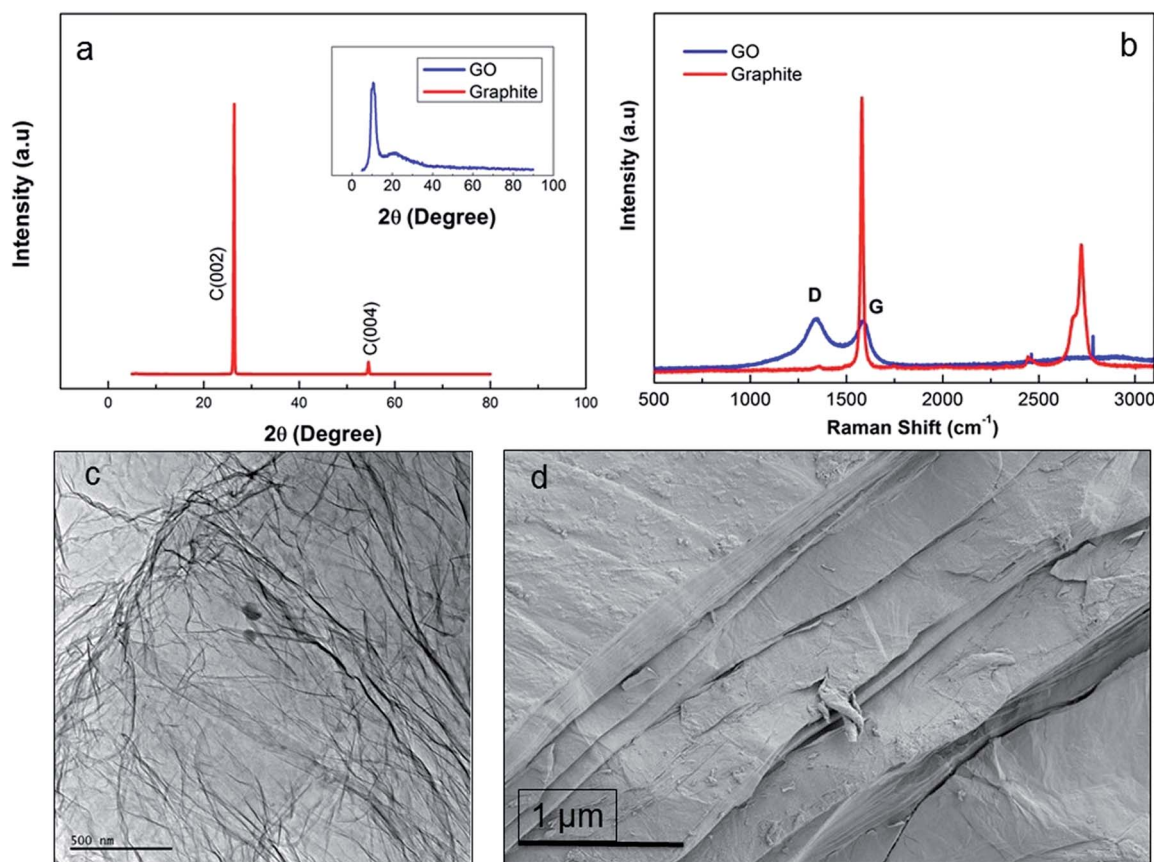 a
GO
Graphite
0 20 40 60 80 100
2θ (Degree)
Intensity (a.u)
C(002)
C(004)
0 20 40 60 80 100
2θ (Degree)
b
GO
Graphite
Intensity (a.u)
D
G
500 1000 1500 2000 2500 3000
Raman Shift (cm⁻¹)
c
500 nm
d
1 µm